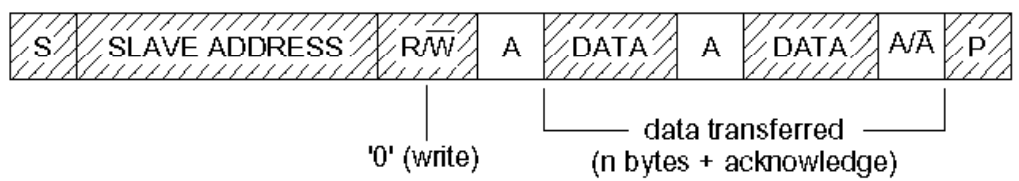 S SLAVE ADDRESS R/W̅ A DATA A DATA A/A̅ P
data transferred
'0' (write)
(n bytes + acknowledge)